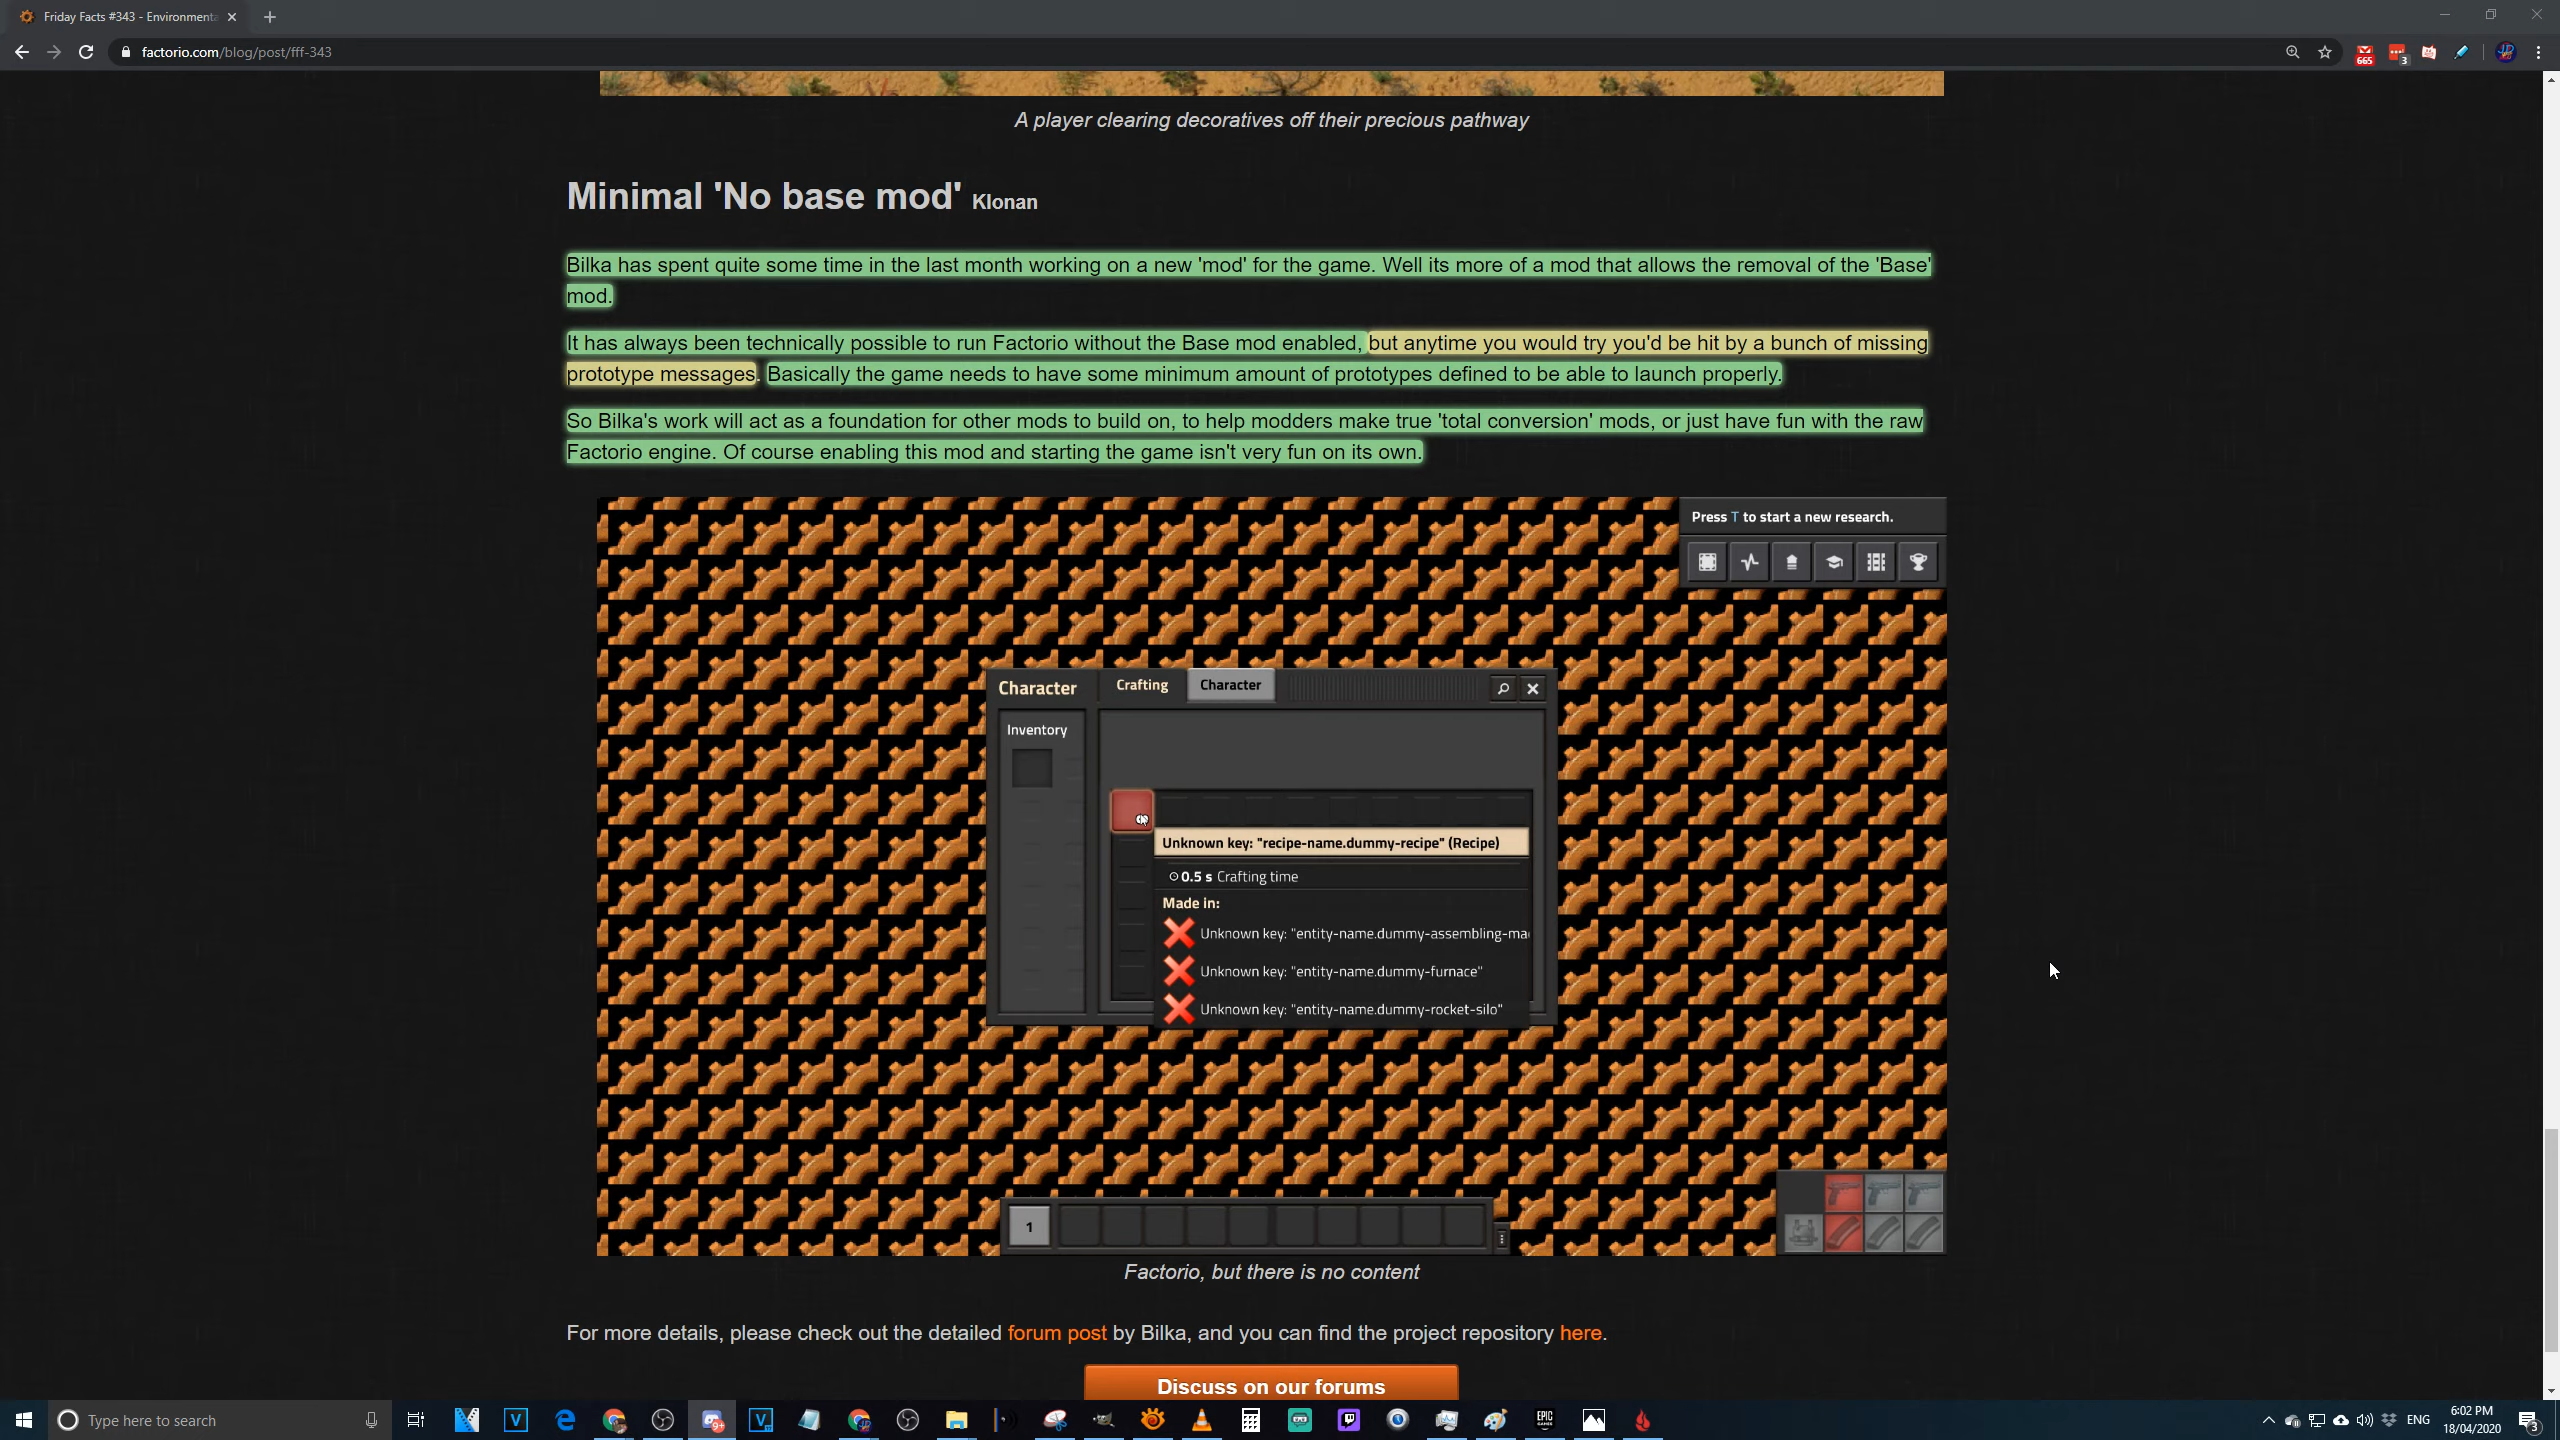 Friday Facts #343 - Environmenta
factorio.com/blog/post/fff-343
665
3
A player clearing decoratives off their precious pathway
Minimal 'No base mod' Klonan
Bilka has spent quite some time in the last month working on a new 'mod' for the game. Well its more of a mod that allows the removal of the 'Base'
mod.
It has always been technically possible to run Factorio without the Base mod enabled, but anytime you would try you'd be hit by a bunch of missing
prototype messages. Basically the game needs to have some minimum amount of prototypes defined to be able to launch properly.
So Bilka's work will act as a foundation for other mods to build on, to help modders make true 'total conversion' mods, or just have fun with the raw
Factorio engine. Of course enabling this mod and starting the game isn't very fun on its own.
Press T to start a new research.
Character
Crafting
Character
Inventory
Unknown key: "recipe-name.dummy-recipe" (Recipe)
0.5 s Crafting time
Made in:
Unknown key: "entity-name.dummy-assembling-ma
Unknown key: "entity-name.dummy-furnace"
Unknown key: "entity-name.dummy-rocket-silo"
1
Factorio, but there is no content
For more details, please check out the detailed forum post by Bilka, and you can find the project repository here.
Discuss on our forums
Type here to search
ENG
6:02 PM
18/04/2020
3